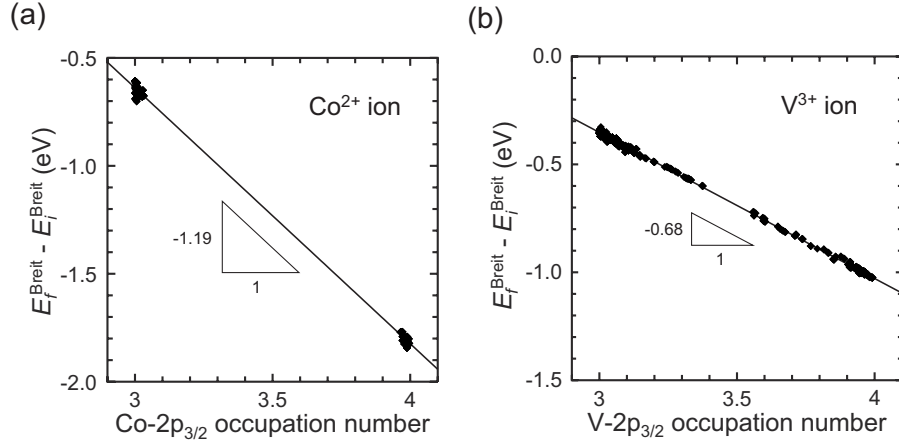 (a)
-0.5
-1.0
-1.5
-2.0
E_f^Breit - E_i^Breit (eV)
Co²⁺ ion
-1.19
1
3
3.5
4
Co-2p₃/₂ occupation number
(b)
0.0
-0.5
-1.0
-1.5
E_f^Breit - E_i^Breit (eV)
V³⁺ ion
-0.68
1
3
3.5
4
V-2p₃/₂ occupation number